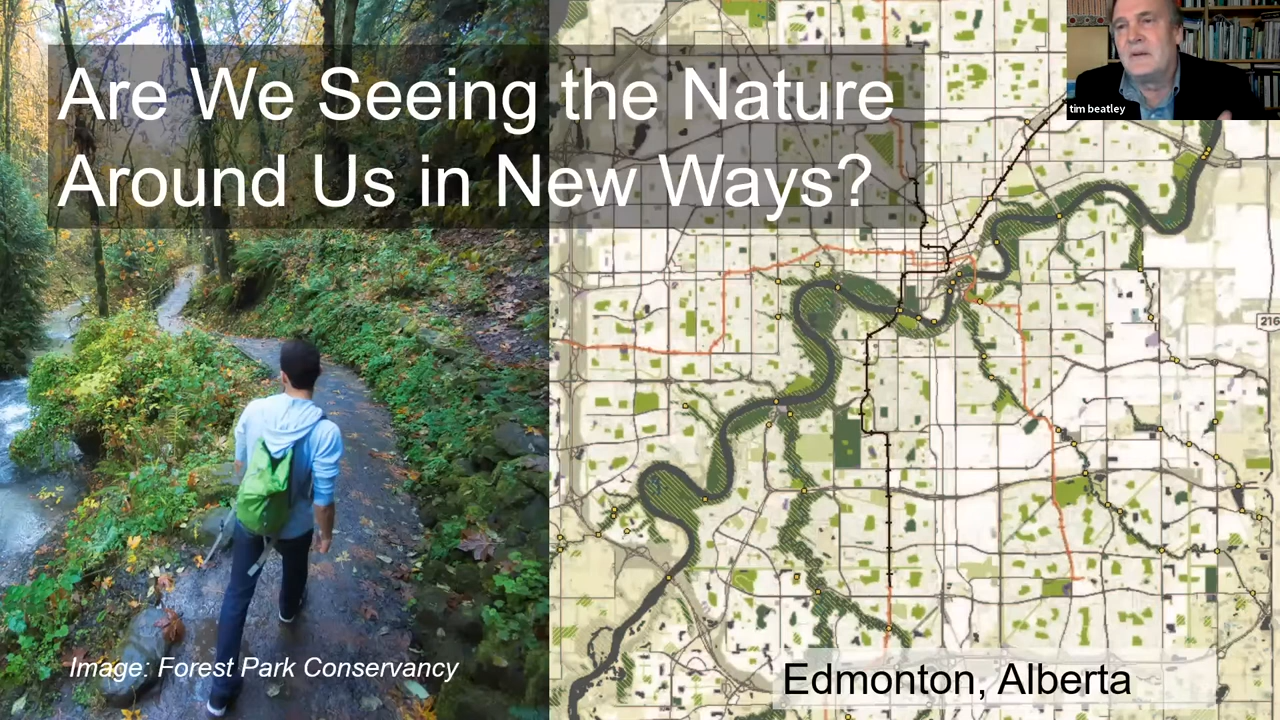 Are We Seeing the Nature
Around Us in New Ways?
tim beatley
216
Image: Forest Park Conservancy
Edmonton, Alberta